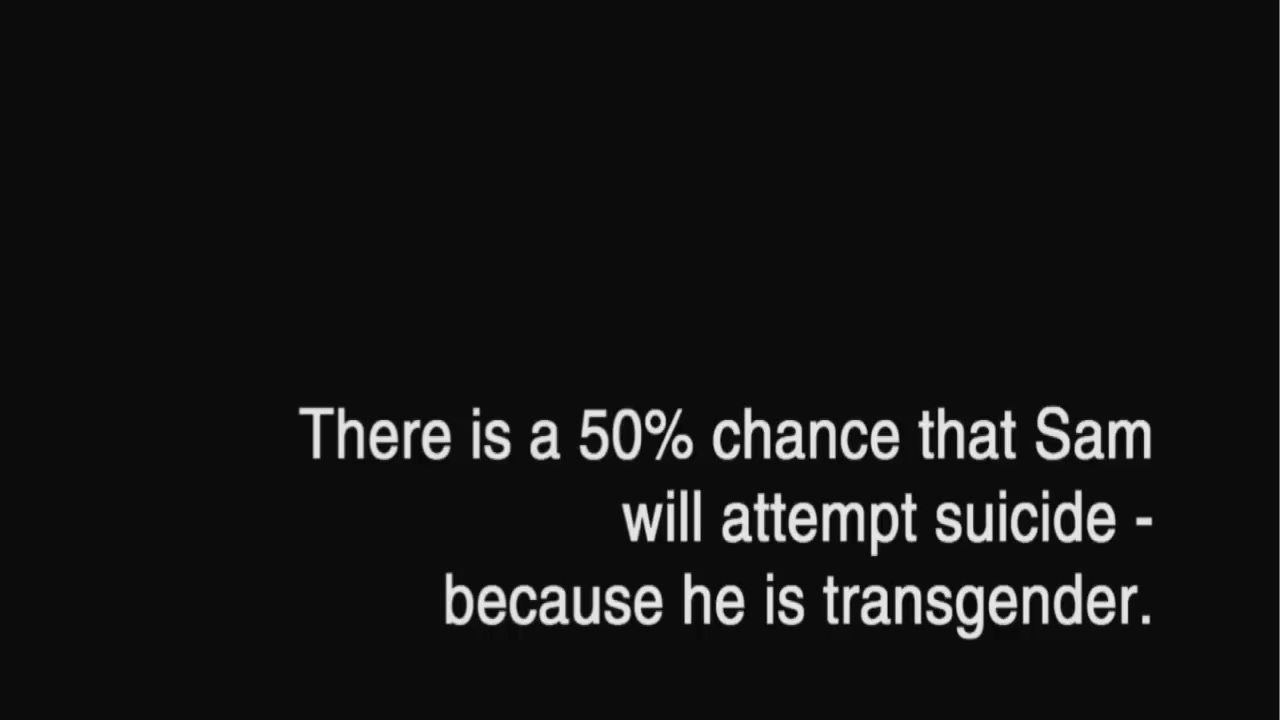 There is a 50% chance that Sam
will attempt suicide -
because he is transgender.